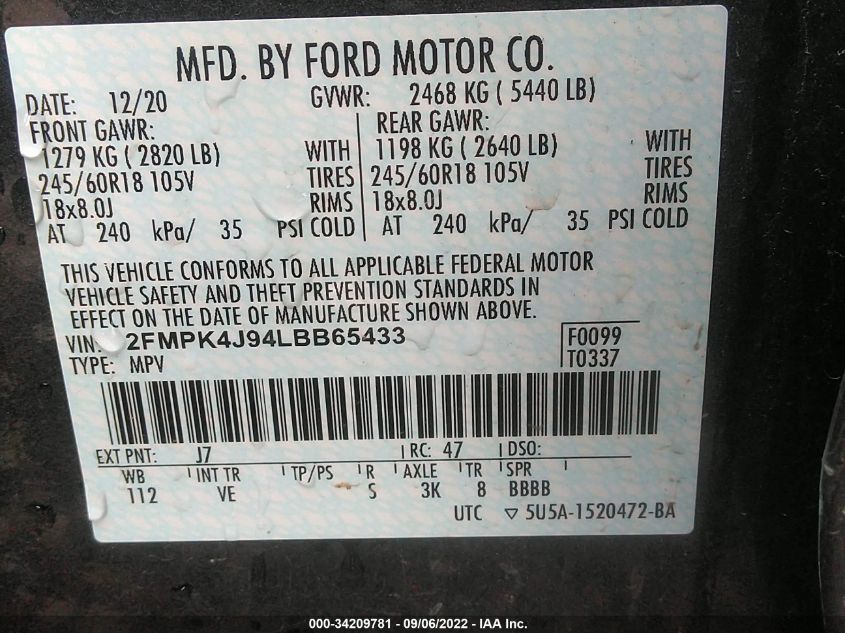 MFD. BY FORD MOTOR CO.
DATE: 12/20 GVWR: 2468 KG ( 5440 LB)
FRONT GAWR: REAR GAWR:
1279 KG ( 2820 LB) WITH 1198 KG ( 2640 LB) WITH
245/60R18 105V TIRES 245/60R18 105V TIRES
18x8.0J RIMS 18x8.0J RIMS
AT 240 kPa/ 35 PSI COLD AT 240 kPa/ 35 PSI COLD
THIS VEHICLE CONFORMS TO ALL APPLICABLE FEDERAL MOTOR
VEHICLE SAFETY AND THEFT PREVENTION STANDARDS IN
EFFECT ON THE DATE OF MANUFACTURE SHOWN ABOVE.
VIN: 2FMPK4J94LBB65433 F0099
TYPE: MPV T0337
EXT PNT: J7 RC: 47 DSO:
WB INT TR TP/PS R AXLE TR SPR
112 VE S 3K 8 BBBB
UTC ▽ 5U5A-1520472-BA
000-34209781 - 09/06/2022 - IAA Inc.